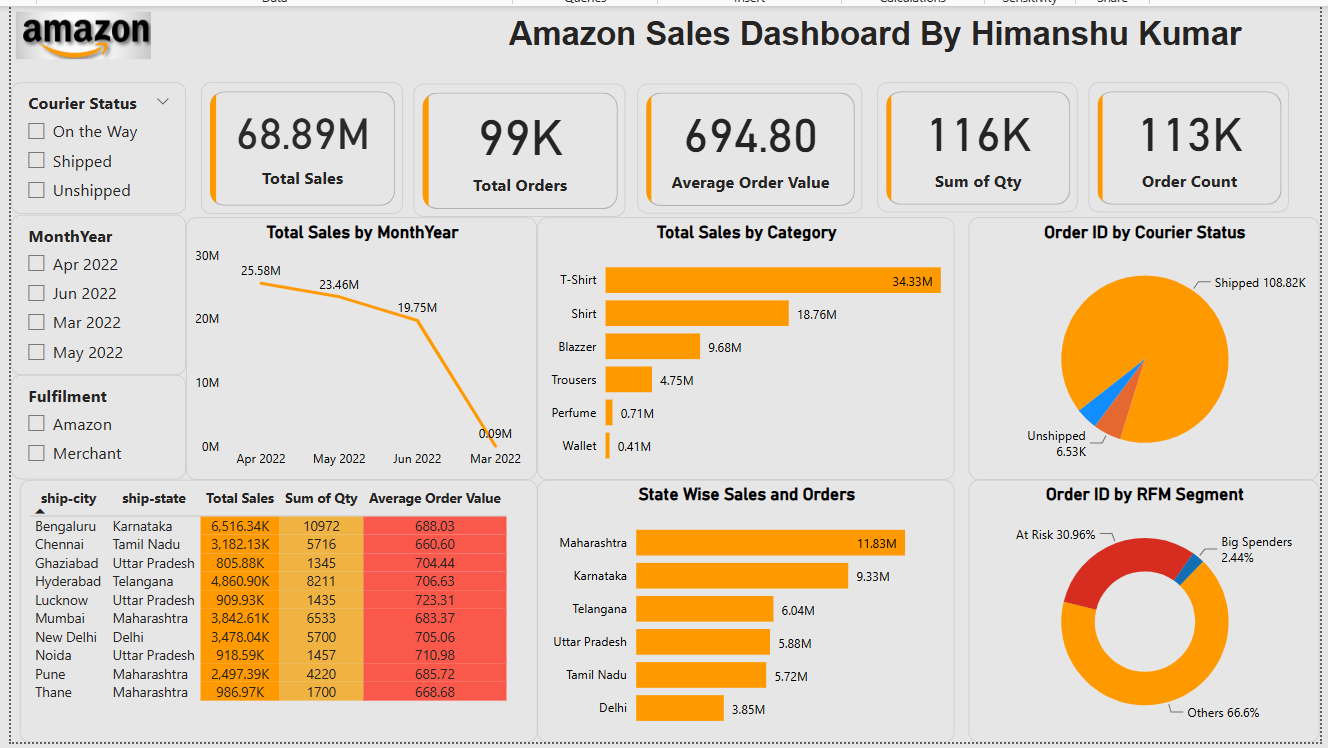 Data
Queries
Insert
Calculations
Sensitivity
Share
amazon
Amazon Sales Dashboard By Himanshu Kumar
Courier Status
On the Way
Shipped
Unshipped
68.89M
Total Sales
99K
Total Orders
694.80
Average Order Value
116K
Sum of Qty
113K
Order Count
MonthYear
Apr 2022
Jun 2022
Mar 2022
May 2022
Fulfilment
Amazon
Merchant
Total Sales by MonthYear
30M
20M
10M
0M
25.58M
23.46M
19.75M
0.09M
Apr 2022 May 2022 Jun 2022 Mar 2022
Total Sales by Category
T-Shirt 34.33M
Shirt 18.76M
Blazzer 9.68M
Trousers 4.75M
Perfume 0.71M
Wallet 0.41M
Order ID by Courier Status
Shipped 108.82K
Unshipped
6.53K
ship-city ship-state Total Sales Sum of Qty Average Order Value
Bengaluru Karnataka 6,516.34K 10972 688.03
Chennai Tamil Nadu 3,182.13K 5716 660.60
Ghaziabad Uttar Pradesh 805.88K 1345 704.44
Hyderabad Telangana 4,860.90K 8211 706.63
Lucknow Uttar Pradesh 909.93K 1435 723.31
Mumbai Maharashtra 3,842.61K 6533 683.37
New Delhi Delhi 3,478.04K 5700 705.06
Noida Uttar Pradesh 918.59K 1457 710.98
Pune Maharashtra 2,497.39K 4220 685.72
Thane Maharashtra 986.97K 1700 668.68
State Wise Sales and Orders
Maharashtra 11.83M
Karnataka 9.33M
Telangana 6.04M
Uttar Pradesh 5.88M
Tamil Nadu 5.72M
Delhi 3.85M
Order ID by RFM Segment
At Risk 30.96%
Big Spenders
2.44%
Others 66.6%